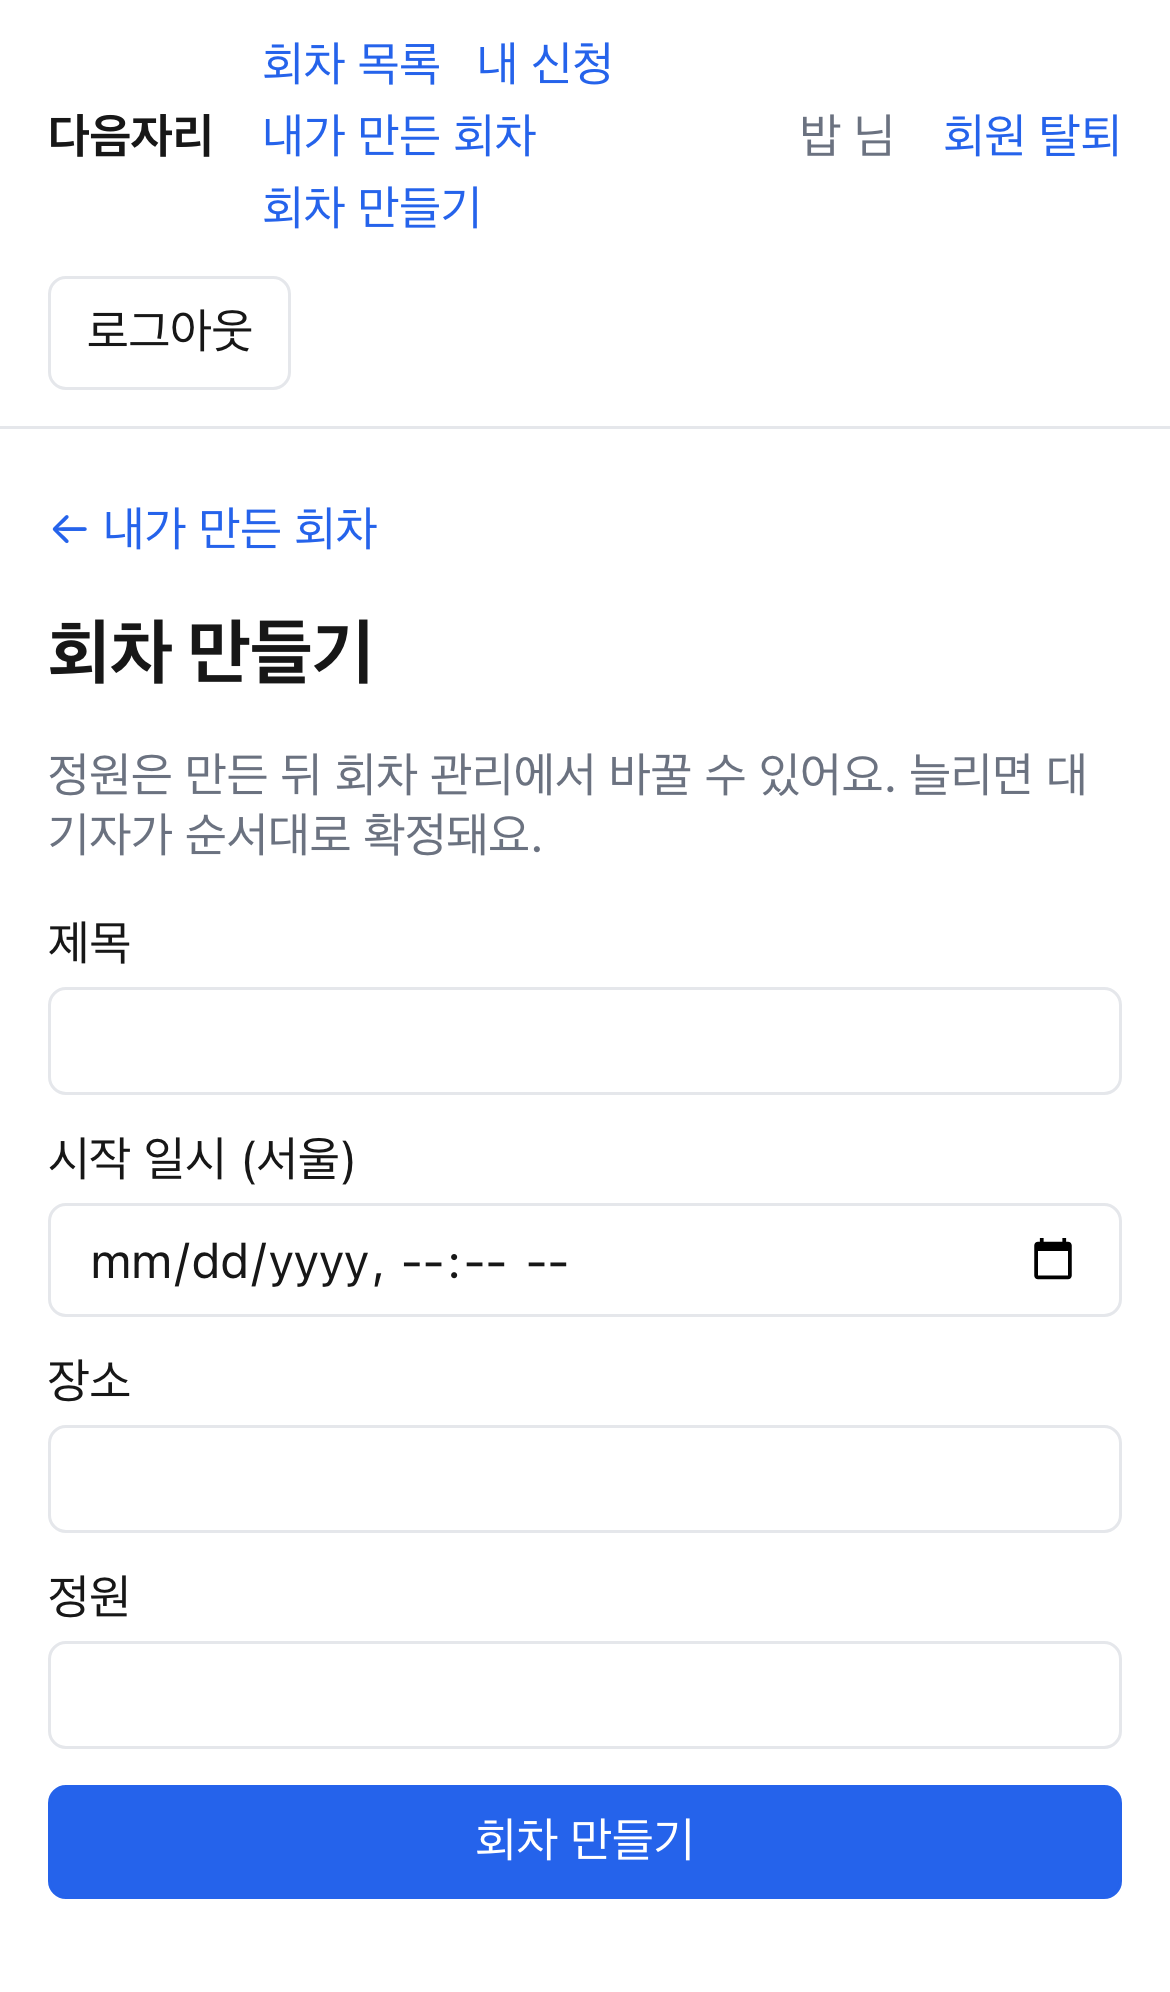 회차 목록 내 신청
다음자리 내가 만든 회차 밥 님 회원 탈퇴
회차 만들기
로그아웃
← 내가 만든 회차
회차 만들기
정원은 만든 뒤 회차 관리에서 바꿀 수 있어요. 늘리면 대
기자가 순서대로 확정돼요.
제목
시작 일시 (서울)
mm/dd/yyyy, --:-- --
장소
정원
회차 만들기